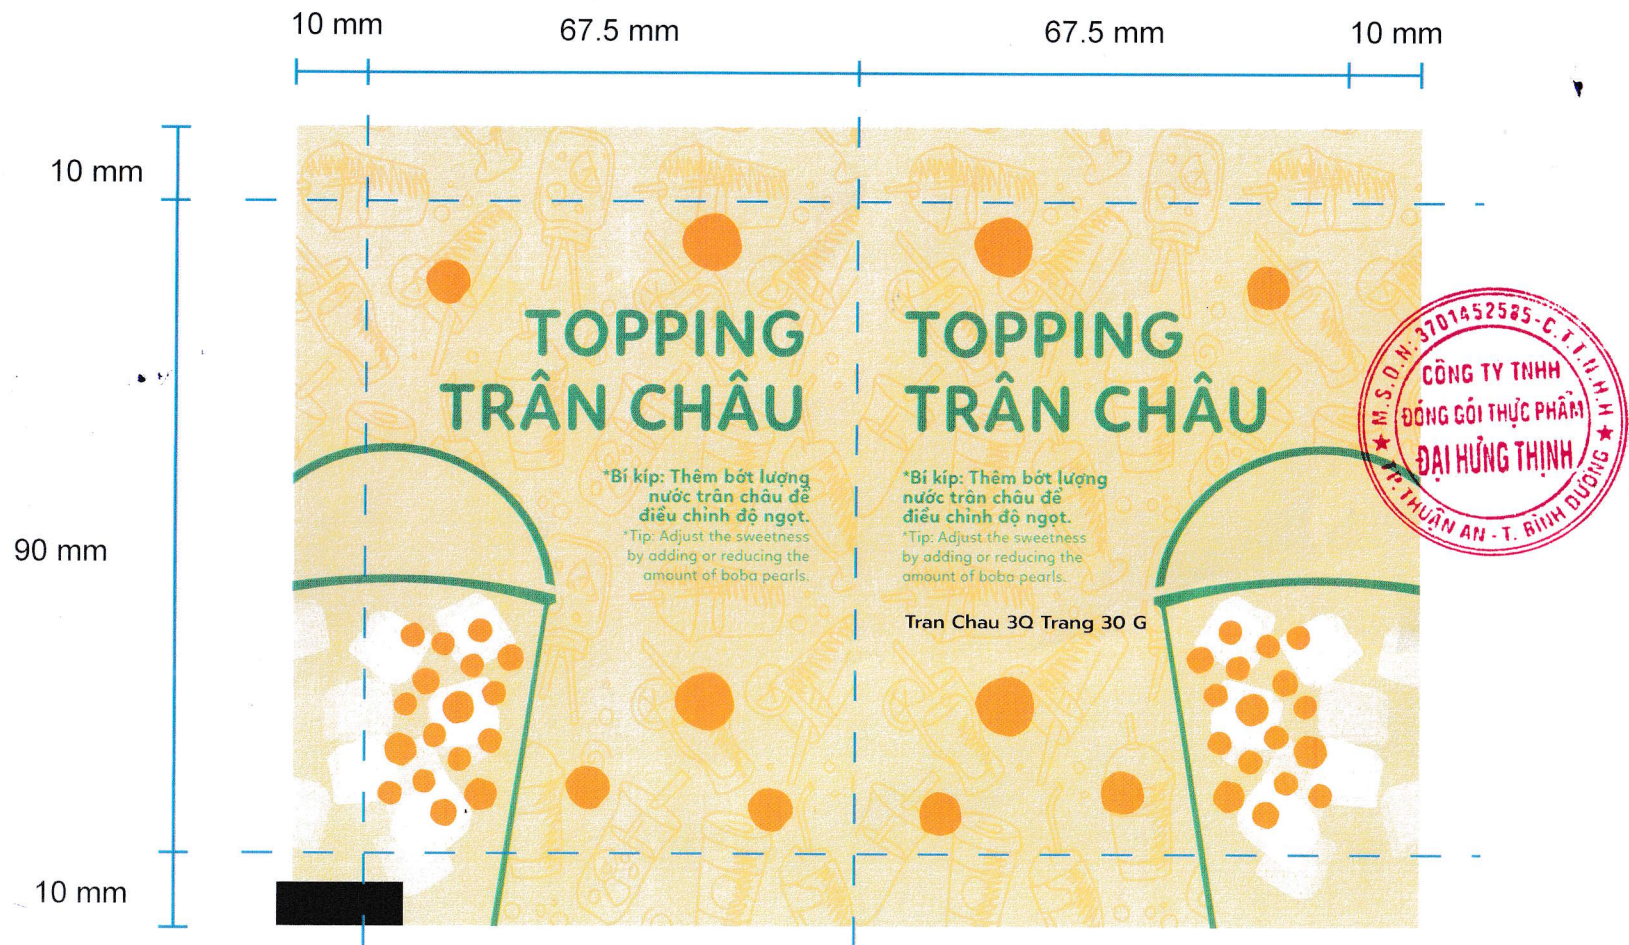 10 mm
67.5 mm
67.5 mm
10 mm
10 mm
90 mm
10 mm
TOPPING
TRÂN CHÂU
*Bí kíp: Thêm bớt lượng
nước trân châu để
điều chỉnh độ ngọt.
*Tip: Adjust the sweetness
by adding or reducing the
amount of boba pearls.
TOPPING
TRÂN CHÂU
*Bí kíp: Thêm bớt lượng
nước trân châu để
điều chỉnh độ ngọt.
*Tip: Adjust the sweetness
by adding or reducing the
amount of boba pearls.
Tran Chau 3Q Trang 30 G
M.S.D.N: 3701452585-C.T.T.N.H.H
CÔNG TY TNHH
ĐÓNG GÓI THỰC PHẨM
ĐẠI HƯNG THỊNH
TP. THUẬN AN - T. BÌNH DƯƠNG